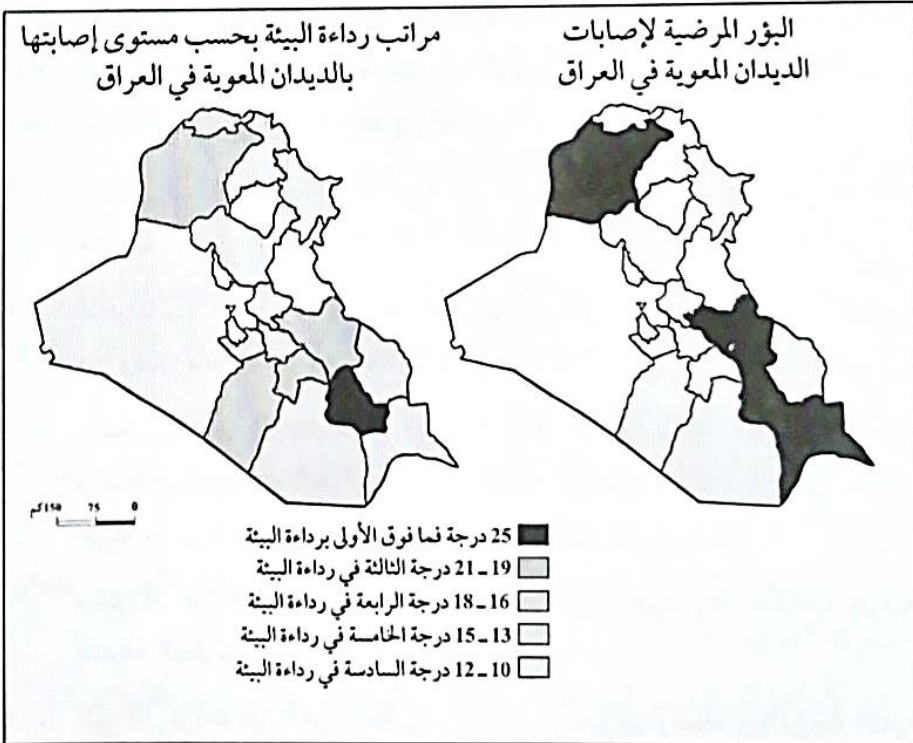 البؤر المرضية لإصابات
الديدان المعوية في العراق
مراتب رداءة البيئة بحسب مستوى إصابتها
بالديدان المعوية في العراق
0 75 150كم
25 درجة فما فوق الأولى برداءة البيئة
19 ـ 21 درجة الثالثة في رداءة البيئة
16 ـ 18 درجة الرابعة في رداءة البيئة
13 ـ 15 درجة الخامسة في رداءة البيئة
10 ـ 12 درجة السادسة في رداءة البيئة